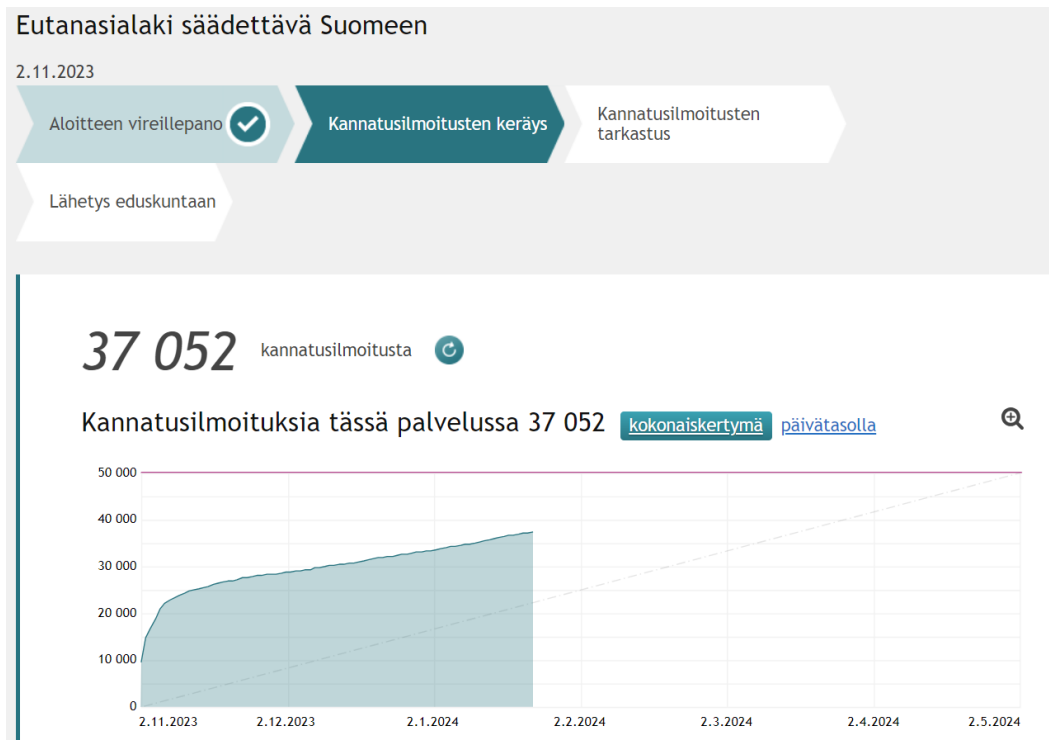 Eutanasialaki säädettävä Suomeen
2.11.2023
Aloitteen vireillepano
Kannatusilmoitusten keräys
Kannatusilmoitusten
tarkastus
Lähetys eduskuntaan
37 052 kannatusilmoitusta
Kannatusilmoituksia tässä palvelussa 37 052 kokonaiskertymä päivätasolla
50 000
40 000
30 000
20 000
10 000
0
2.11.2023 2.12.2023 2.1.2024 2.2.2024 2.3.2024 2.4.2024 2.5.2024